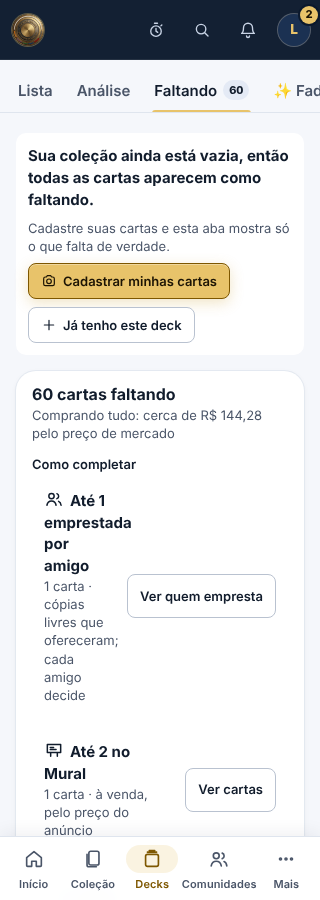 2
L
Lista Análise Faltando 60 ✨ Fad
Sua coleção ainda está vazia, então
todas as cartas aparecem como
faltando.
Cadastre suas cartas e esta aba mostra só
o que falta de verdade.
Cadastrar minhas cartas
Já tenho este deck
60 cartas faltando
Comprando tudo: cerca de R$ 144,28
pelo preço de mercado
Como completar
Até 1
emprestada
por
amigo
1 carta ·
cópias
livres que
ofereceram;
cada
amigo
decide
Ver quem empresta
Até 2 no
Mural
1 carta · à venda,
pelo preço do
anúncio
Ver cartas
Início Coleção Decks Comunidades Mais